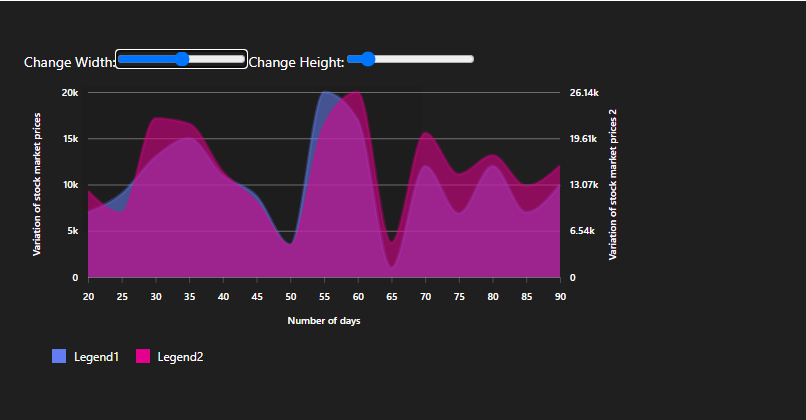 Change Width: Change Height:
20k 26.14k
15k 19.61k
10k 13.07k
5k 6.54k
0 0
Variation of stock market prices
Variation of stock market prices 2
20 25 30 35 40 45 50 55 60 65 70 75 80 85 90
Number of days
Legend1 Legend2